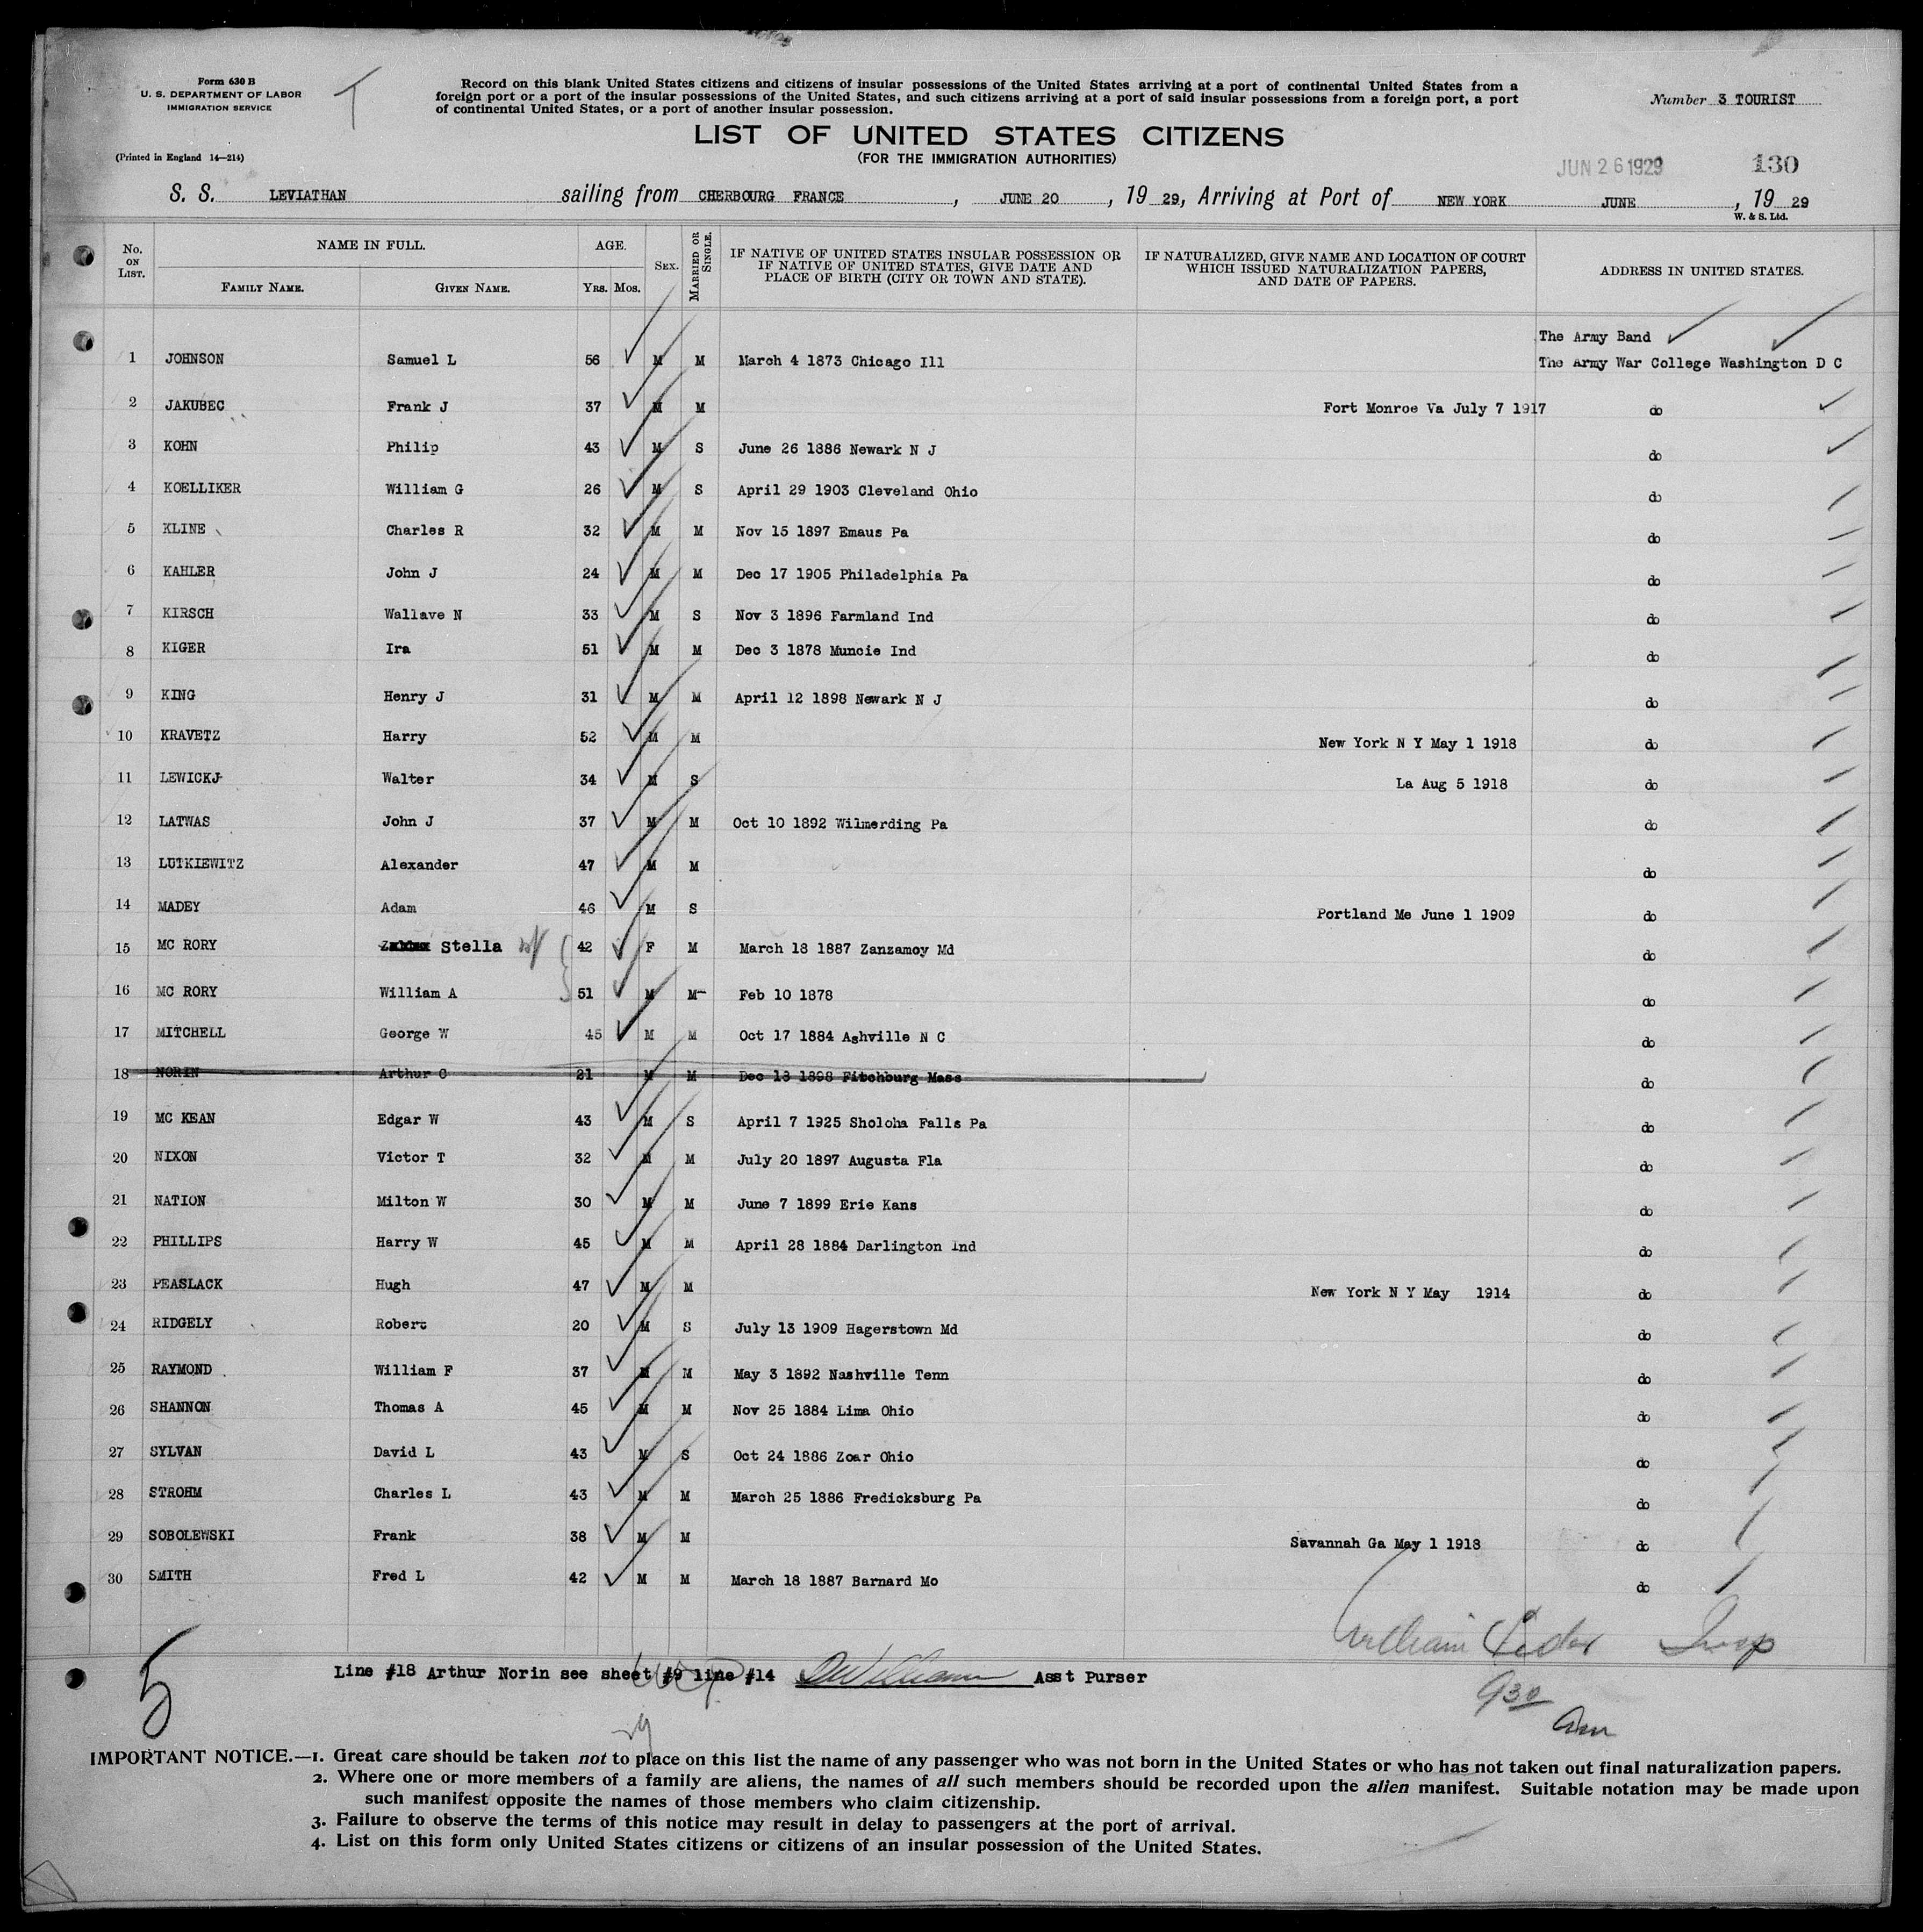 Form 630 B
U. S. DEPARTMENT OF LABOR
IMMIGRATION SERVICE
(Printed in England 14—214)
Record on this blank United States citizens and citizens of insular possessions of the United States arriving at a port of continental United States from a
foreign port or a port of the insular possessions of the United States, and such citizens arriving at a port of said insular possessions from a foreign port, a port
of continental United States, or a port of another insular possession.
Number 3 TOURIST
LIST OF UNITED STATES CITIZENS
(FOR THE IMMIGRATION AUTHORITIES)
JUN 26 1929 130
S. S. LEVIATHAN sailing from CHERBOURG FRANCE, JUNE 20, 19 29, Arriving at Port of NEW YORK JUNE, 19 29
W. & S. Ltd.
No. ON LIST. NAME IN FULL. FAMILY NAME. GIVEN NAME. AGE. YRS. MOS. SEX. MARRIED OR SINGLE. IF NATIVE OF UNITED STATES INSULAR POSSESSION OR IF NATIVE OF UNITED STATES, GIVE DATE AND PLACE OF BIRTH (CITY OR TOWN AND STATE). IF NATURALIZED, GIVE NAME AND LOCATION OF COURT WHICH ISSUED NATURALIZATION PAPERS, AND DATE OF PAPERS. ADDRESS IN UNITED STATES.
The Army Band
1 JOHNSON Samuel L 56 M M March 4 1873 Chicago Ill The Army War College Washington D C
2 JAKUBEC Frank J 37 M M Fort Monroe Va July 7 1917 do
3 KOHN Philip 43 M S June 26 1886 Newark N J do
4 KOELLIKER William G 26 M S April 29 1903 Cleveland Ohio do
5 KLINE Charles R 32 M M Nov 15 1897 Emaus Pa do
6 KAHLER John J 24 M M Dec 17 1905 Philadelphia Pa do
7 KIRSCH Wallave N 33 M S Nov 3 1896 Farmland Ind do
8 KIGER Ira 51 M M Dec 3 1878 Muncie Ind do
9 KING Henry J 31 M M April 12 1898 Newark N J do
10 KRAVETZ Harry 52 M M New York N Y May 1 1918 do
11 LEWICKJ Walter 34 M S La Aug 5 1918 do
12 LATWAS John J 37 M M Oct 10 1892 Wilmerding Pa do
13 LUTKIEWITZ Alexander 47 M M do
14 MADEY Adam 46 M S Portland Me June 1 1909 do
15 MC RORY Stella 42 F M March 18 1887 Zanzamoy Md do
16 MC RORY William A 51 M M Feb 10 1878 do
17 MITCHELL George W 45 M M Oct 17 1884 Ashville N C do
18 NORIN Arthur C 21 M M Dec 13 1898 Fitchburg Mass do
19 MC KEAN Edgar W 43 M S April 7 1925 Sholoha Falls Pa do
20 NIXON Victor T 32 M M July 20 1897 Augusta Fla do
21 NATION Milton W 30 M M June 7 1899 Erie Kans do
22 PHILLIPS Harry W 45 M M April 28 1884 Darlington Ind do
23 PEASLACK Hugh 47 M M New York N Y May 1914 do
24 RIDGELY Robert 20 M S July 13 1909 Hagerstown Md do
25 RAYMOND William F 37 M M May 3 1892 Nashville Tenn do
26 SHANNON Thomas A 45 M M Nov 25 1884 Lima Ohio do
27 SYLVAN David L 43 M S Oct 24 1886 Zoar Ohio do
28 STROHM Charles L 43 M M March 25 1886 Fredicksburg Pa do
29 SOBOLEWSKI Frank 38 M M Savannah Ga May 1 1918 do
30 SMITH Fred L 42 M M March 18 1887 Barnard Mo do
William Insp
Line #18 Arthur Norin see sheet #9 line #14 Williams Asst Purser
930
am
5
IMPORTANT NOTICE.—1. Great care should be taken not to place on this list the name of any passenger who was not born in the United States or who has not taken out final naturalization papers.
2. Where one or more members of a family are aliens, the names of all such members should be recorded upon the alien manifest. Suitable notation may be made upon
such manifest opposite the names of those members who claim citizenship.
3. Failure to observe the terms of this notice may result in delay to passengers at the port of arrival.
4. List on this form only United States citizens or citizens of an insular possession of the United States.